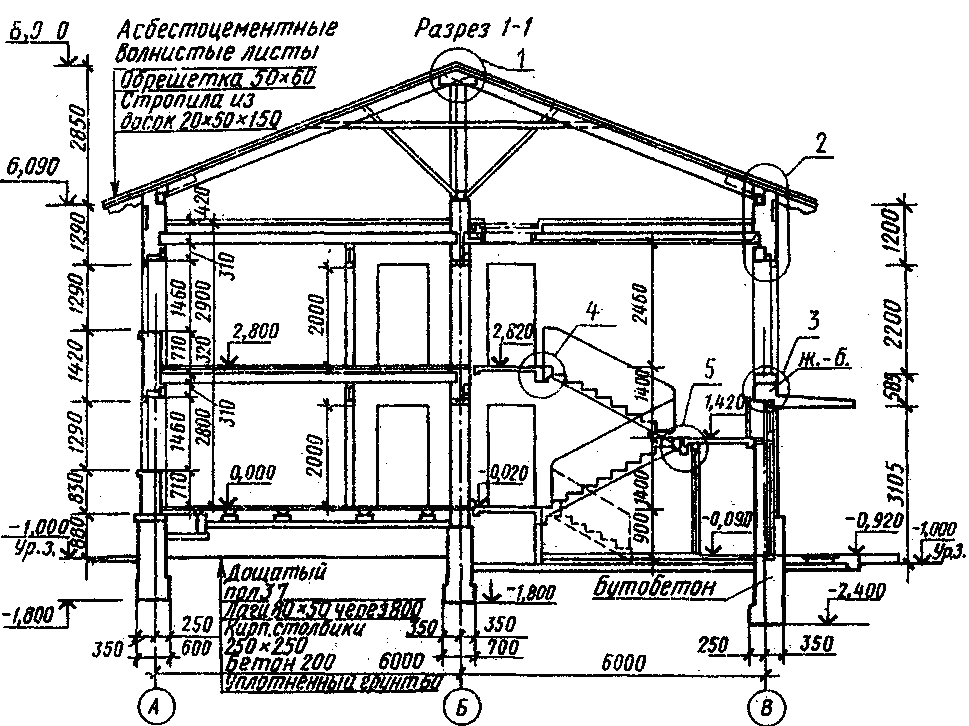 Разрез 1-1
Асбестоцементные
волнистые листы
Обрешетка 50×60
Стропила из
досок 20×50×150
1
2
3
ж.-б.
4
5
2850
6,090
1290
1290
1420
1290
830
880
-1,000
Ур.з.
-1,800
420
310
1460
2900
710
320
310
1460
2800
710
2,800
0,000
2000
2000
2,820
-0,020
2460
1400
1400
900
1,420
-0,090
1200
2200
585
3105
-0,920
-1,000
Ур.з.
Бутобетон
-2,400
-1,800
Дощатый
пол 37
Лаги 80×50 через 800
Кирп. столбики
250×250
Бетон 200
Уплотненный грунт 60
250
350
600
350
350
700
250
350
6000
6000
А
Б
В